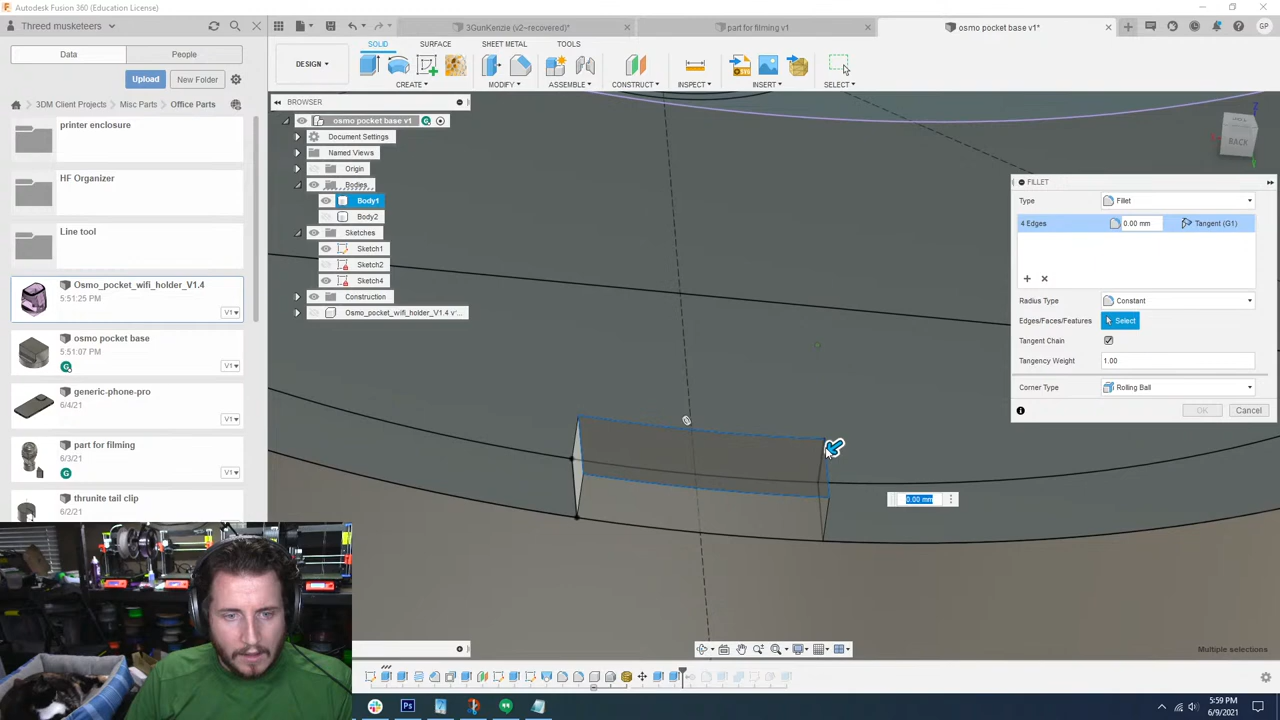 Autodesk Fusion 360 (Education License)
Threed musketeers
3GunKenzie (v2~recovered)*
part for filming v1
osmo pocket base v1*
GP
Data
People
DESIGN
SOLID
SURFACE
SHEET METAL
TOOLS
Upload
New Folder
CREATE
MODIFY
ASSEMBLE
CONSTRUCT
INSPECT
INSERT
SELECT
3DM Client Projects
Misc Parts
Office Parts
BROWSER
printer enclosure
osmo pocket base v1
Document Settings
Named Views
BACK
Origin
HF Organizer
Bodies
FILLET
Body1
Type
Fillet
Body2
4 Edges
0.00 mm
Tangent (G1)
Line tool
Sketches
Sketch1
Sketch2
Osmo_pocket_wifi_holder_V1.4
Sketch4
5:51:25 PM
V1
Construction
Radius Type
Constant
Osmo_pocket_wifi_holder_V1.4 v'...
Edges/Faces/Features
Select
osmo pocket base
Tangent Chain
5:51:07 PM
V1
Tangency Weight
1.00
generic-phone-pro
Corner Type
Rolling Ball
6/4/21
V1
OK
Cancel
part for filming
6/3/21
V1
thrunite tail clip
0.00 mm
6/2/21
V1
Multiple selections
5:59 PM
6/9/2021